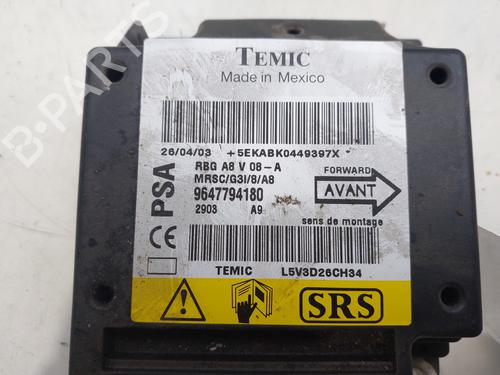 TEMIC
Made in Mexico
26/04/03 +5EKABK0449397X
RBG A8 V 08-A
MRSC/G3I/8/A8
9647794180
2903 A9
PSA
CE
FORWARD
AVANT
sens de montage
TEMIC L5V3D26CH34
SRS
B-PARTS